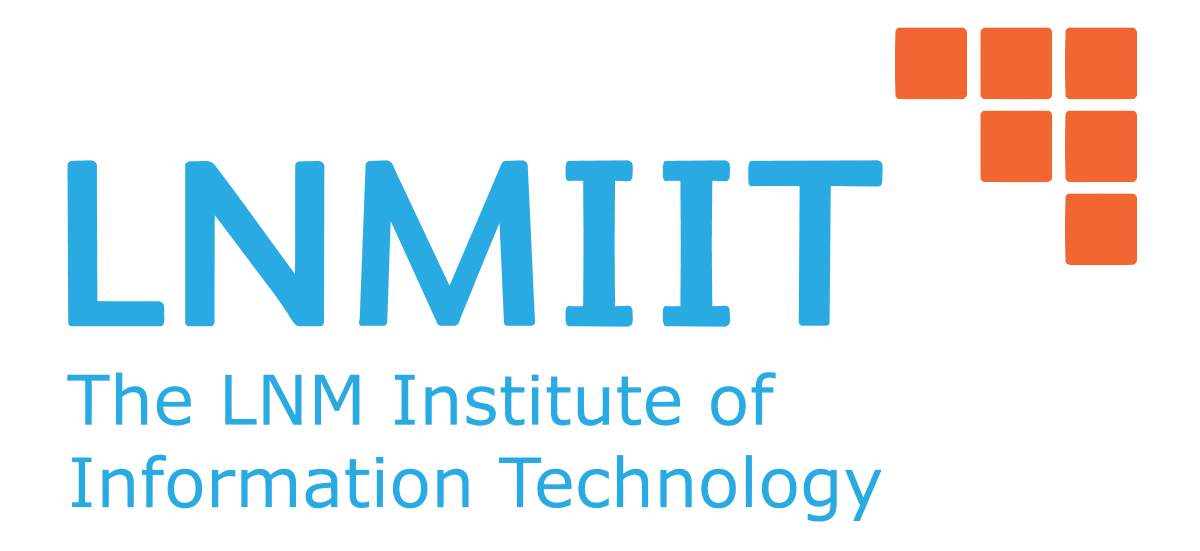 LNMIIT
The LNM Institute of
Information Technology